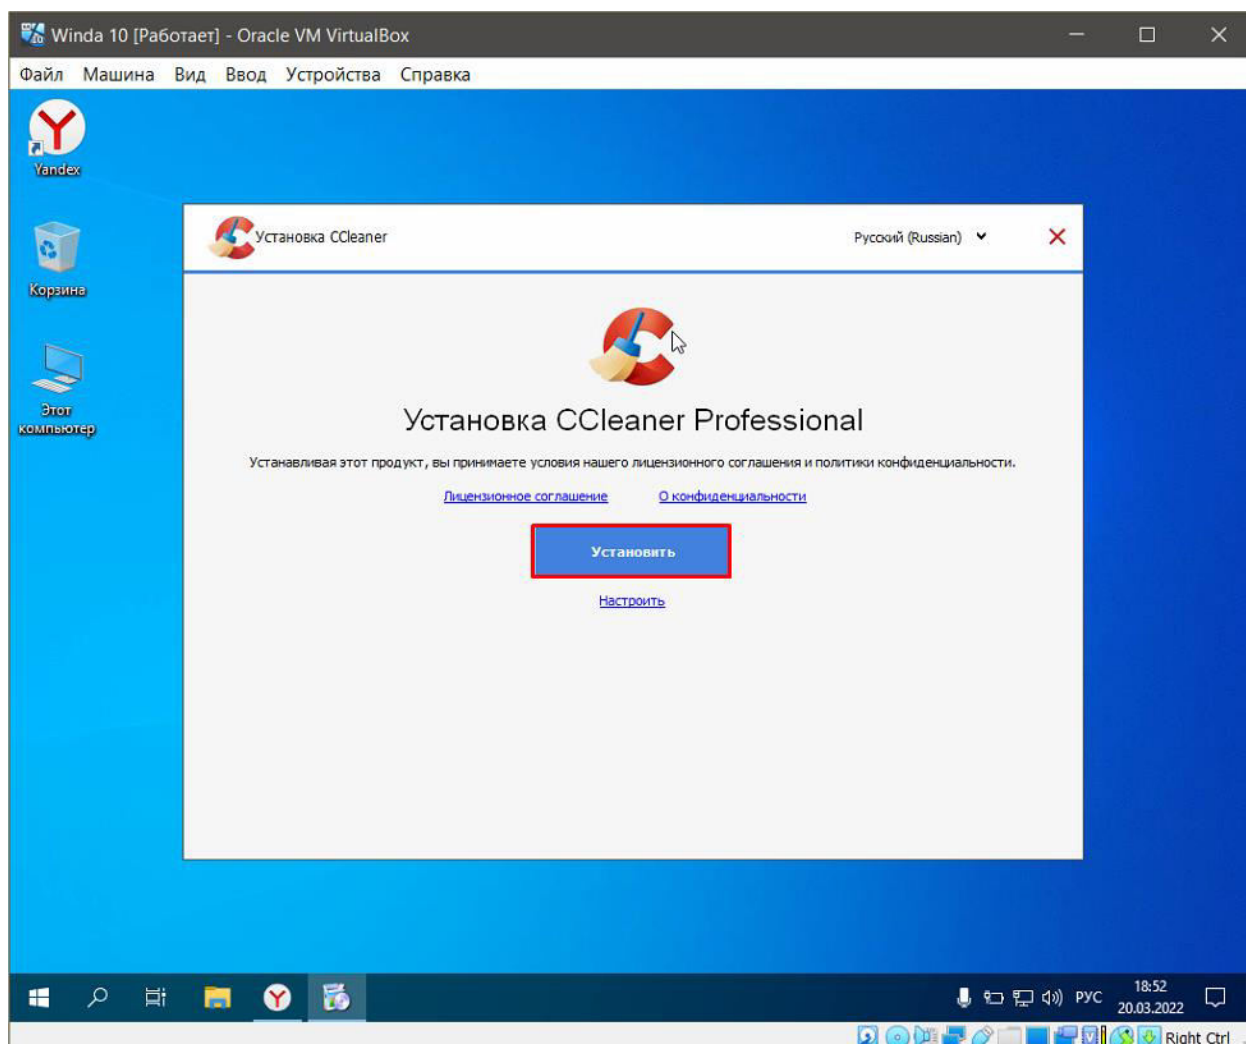 Winda 10 [Работает] - Oracle VM VirtualBox
Файл Машина Вид Ввод Устройства Справка
Yandex
Корзина
Этот
компьютер
Установка CCleaner
Русский (Russian)
Установка CCleaner Professional
Устанавливая этот продукт, вы принимаете условия нашего лицензионного соглашения и политики конфиденциальности.
Лицензионное соглашение О конфиденциальности
Установить
Настроить
РУС
18:52
20.03.2022
Right Ctrl